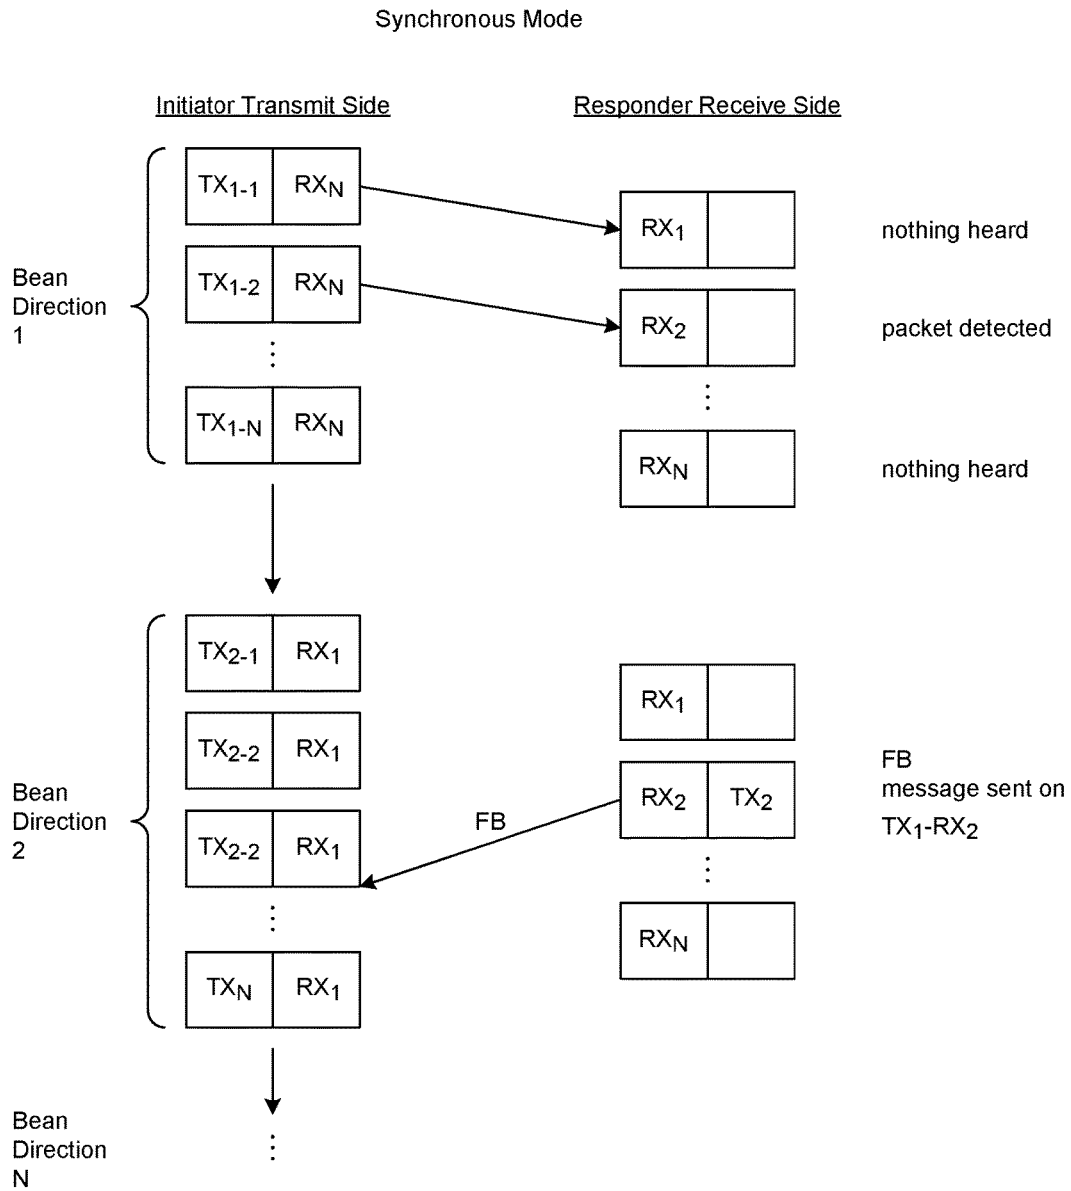 Synchronous Mode
Initiator Transmit Side
Responder Receive Side
Bean
Direction
1
TX1-1 RXN
TX1-2 RXN
TX1-N RXN
RX1
nothing heard
RX2
packet detected
RXN
nothing heard
Bean
Direction
2
TX2-1 RX1
TX2-2 RX1
TX2-2 RX1
TXN RX1
FB
RX1
RX2 TX2
RXN
FB
message sent on
TX1-RX2
Bean
Direction
N